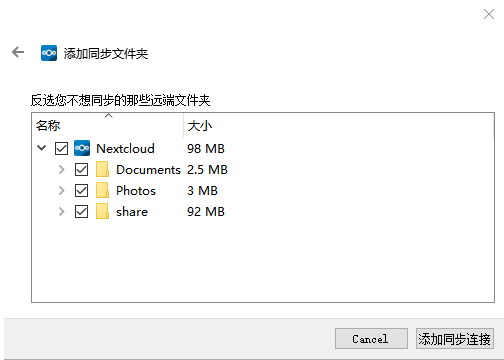 添加同步文件夹
反选您不想同步的那些远端文件夹
名称 大小
Nextcloud 98 MB
Documents 2.5 MB
Photos 3 MB
share 92 MB
Cancel 添加同步连接